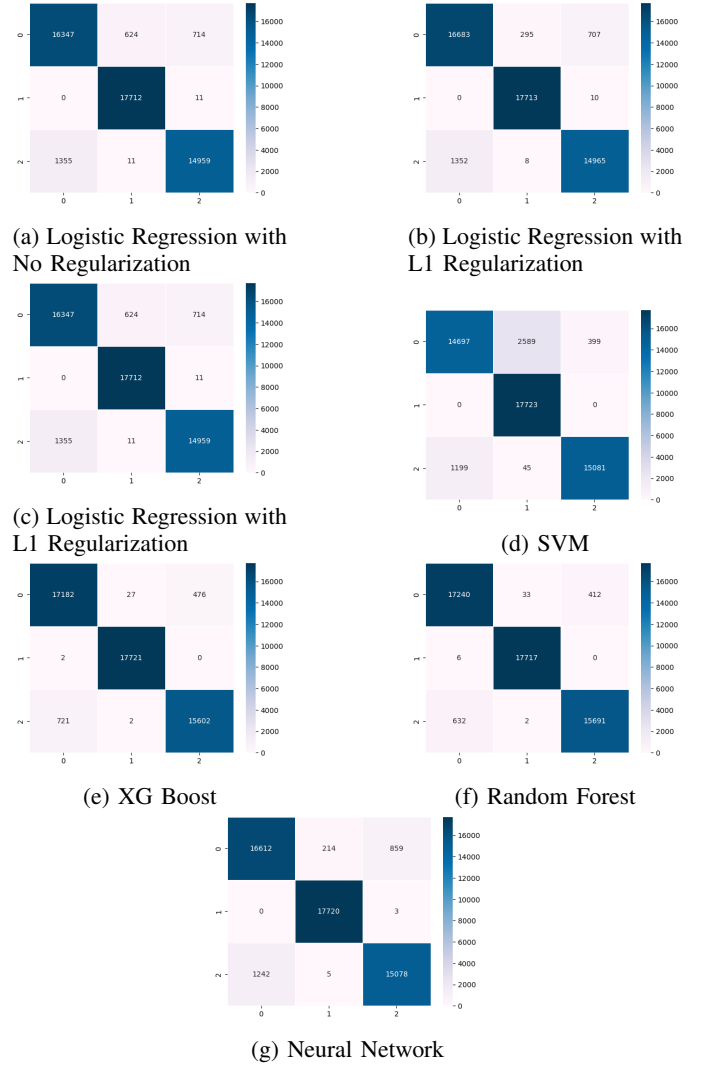 0 16347 624 714
1 0 17712 11
2 1355 11 14959
0 1 2
16000
14000
12000
10000
8000
6000
4000
2000
0
(a) Logistic Regression with
No Regularization
0 16683 295 707
1 0 17713 10
2 1352 8 14965
0 1 2
16000
14000
12000
10000
8000
6000
4000
2000
0
(b) Logistic Regression with
L1 Regularization
0 16347 624 714
1 0 17712 11
2 1355 11 14959
0 1 2
16000
14000
12000
10000
8000
6000
4000
2000
0
(c) Logistic Regression with
L1 Regularization
0 14697 2589 399
1 0 17723 0
2 1199 45 15081
0 1 2
16000
14000
12000
10000
8000
6000
4000
2000
0
(d) SVM
0 17182 27 476
1 2 17721 0
2 721 2 15602
0 1 2
16000
14000
12000
10000
8000
6000
4000
2000
0
(e) XG Boost
0 17240 33 412
1 6 17717 0
2 632 2 15691
0 1 2
16000
14000
12000
10000
8000
6000
4000
2000
0
(f) Random Forest
0 16612 214 859
1 0 17720 3
2 1242 5 15078
0 1 2
16000
14000
12000
10000
8000
6000
4000
2000
0
(g) Neural Network